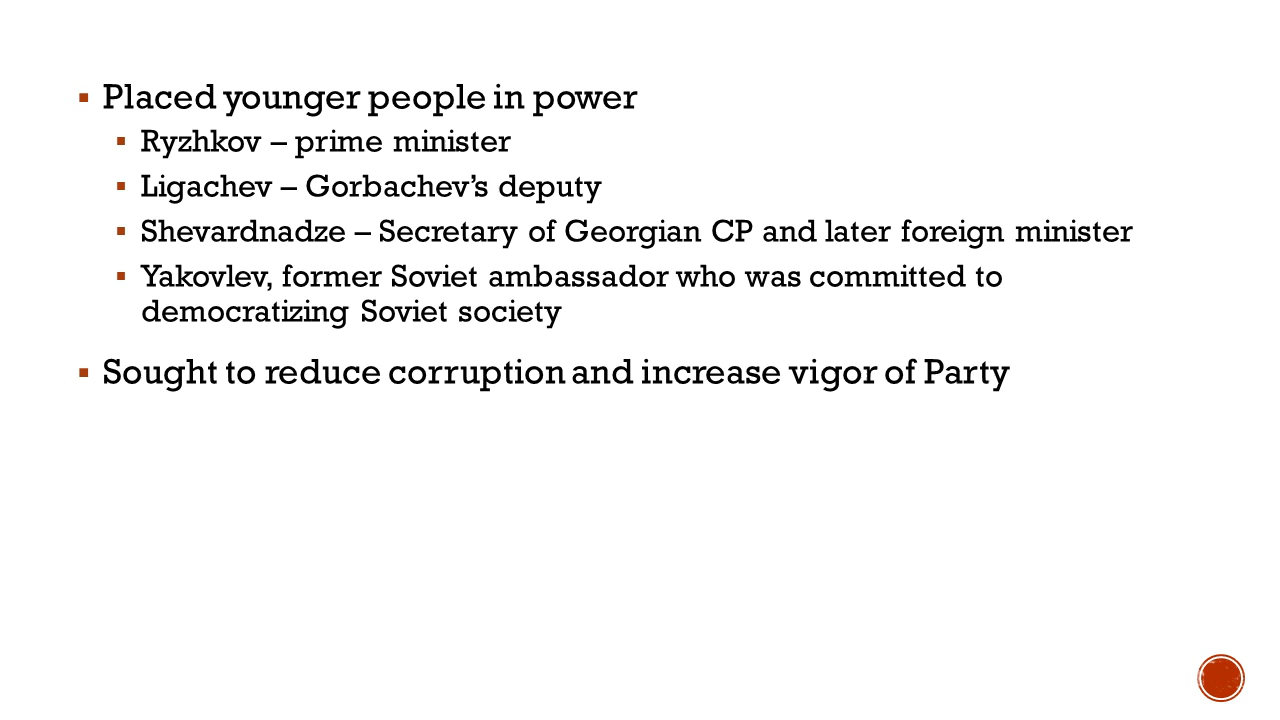 ▪ Placed younger people in power
▪ Ryzhkov – prime minister
▪ Ligachev – Gorbachev’s deputy
▪ Shevardnadze – Secretary of Georgian CP and later foreign minister
▪ Yakovlev, former Soviet ambassador who was committed to
democratizing Soviet society
▪ Sought to reduce corruption and increase vigor of Party